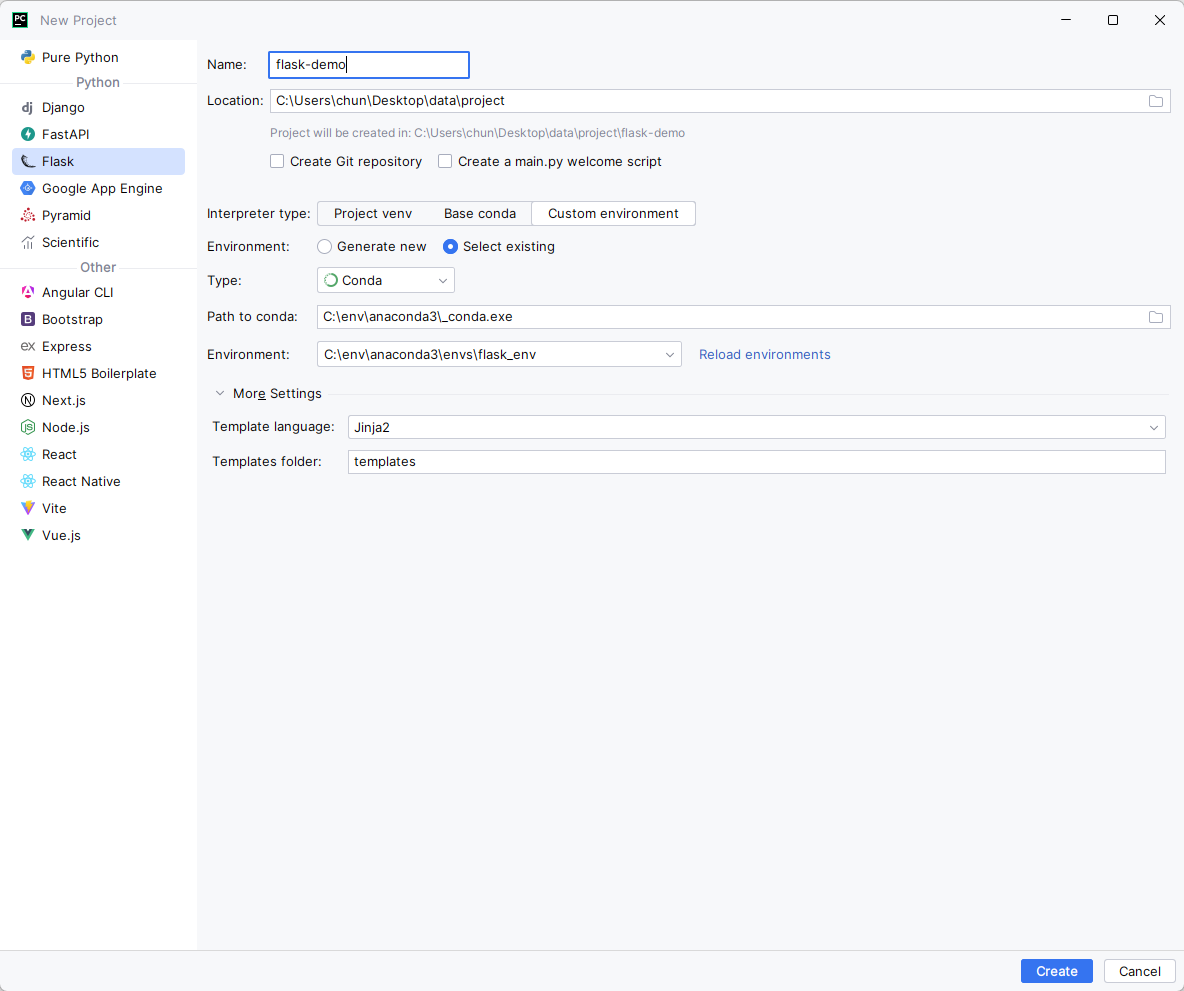 PC New Project
Pure Python
Python
dj Django
FastAPI
Flask
Google App Engine
Pyramid
Scientific
Other
Angular CLI
B Bootstrap
ex Express
5 HTML5 Boilerplate
N Next.js
JS Node.js
React
React Native
Vite
Vue.js
Name: flask-demo
Location: C:\Users\chun\Desktop\data\project
Project will be created in: C:\Users\chun\Desktop\data\project\flask-demo
Create Git repository Create a main.py welcome script
Interpreter type: Project venv Base conda Custom environment
Environment: Generate new Select existing
Type: Conda
Path to conda: C:\env\anaconda3\_conda.exe
Environment: C:\env\anaconda3\envs\flask_env Reload environments
More Settings
Template language: Jinja2
Templates folder: templates
Create Cancel